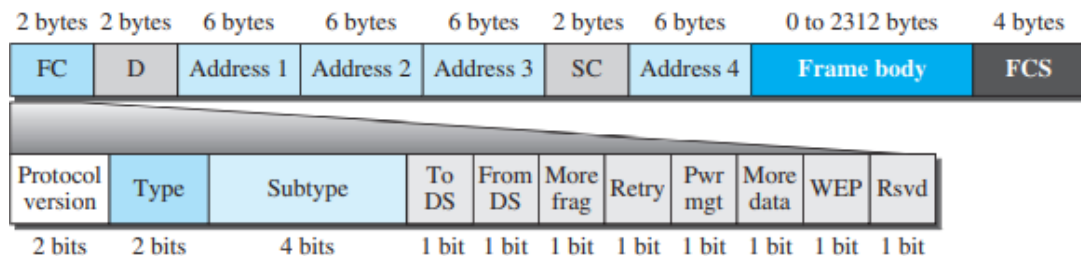 2 bytes 2 bytes 6 bytes 6 bytes 6 bytes 2 bytes 6 bytes 0 to 2312 bytes 4 bytes
FC D Address 1 Address 2 Address 3 SC Address 4 Frame body FCS
Protocol version Type Subtype To DS From DS More frag Retry Pwr mgt More data WEP Rsvd
2 bits 2 bits 4 bits 1 bit 1 bit 1 bit 1 bit 1 bit 1 bit 1 bit 1 bit